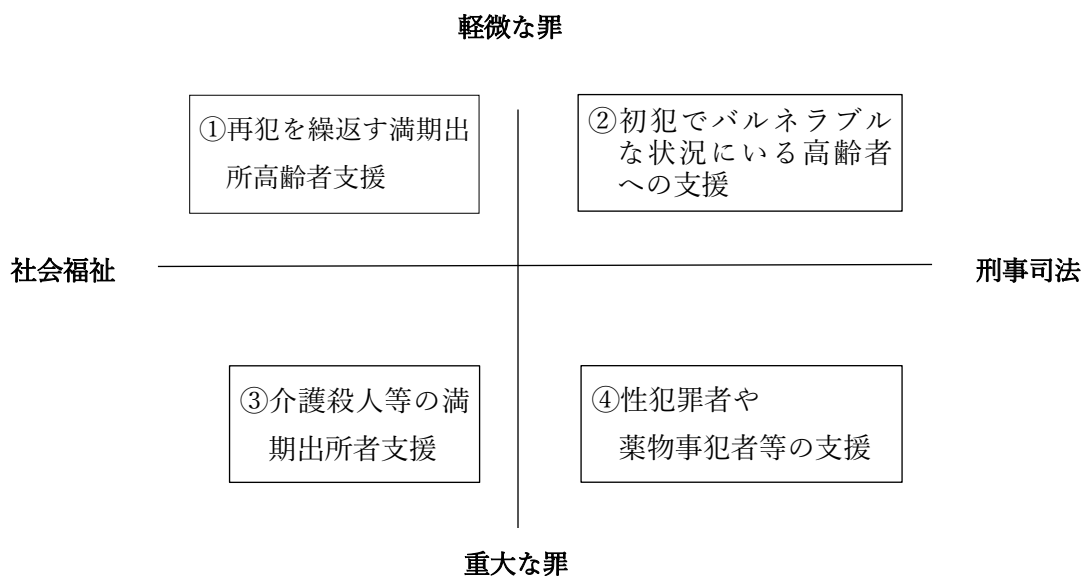 軽微な罪
①再犯を繰返す満期出
所高齢者支援
②初犯でバルネラブル
な状況にいる高齢者
への支援
社会福祉
刑事司法
③介護殺人等の満
期出所者支援
④性犯罪者や
薬物事犯者等の支援
重大な罪